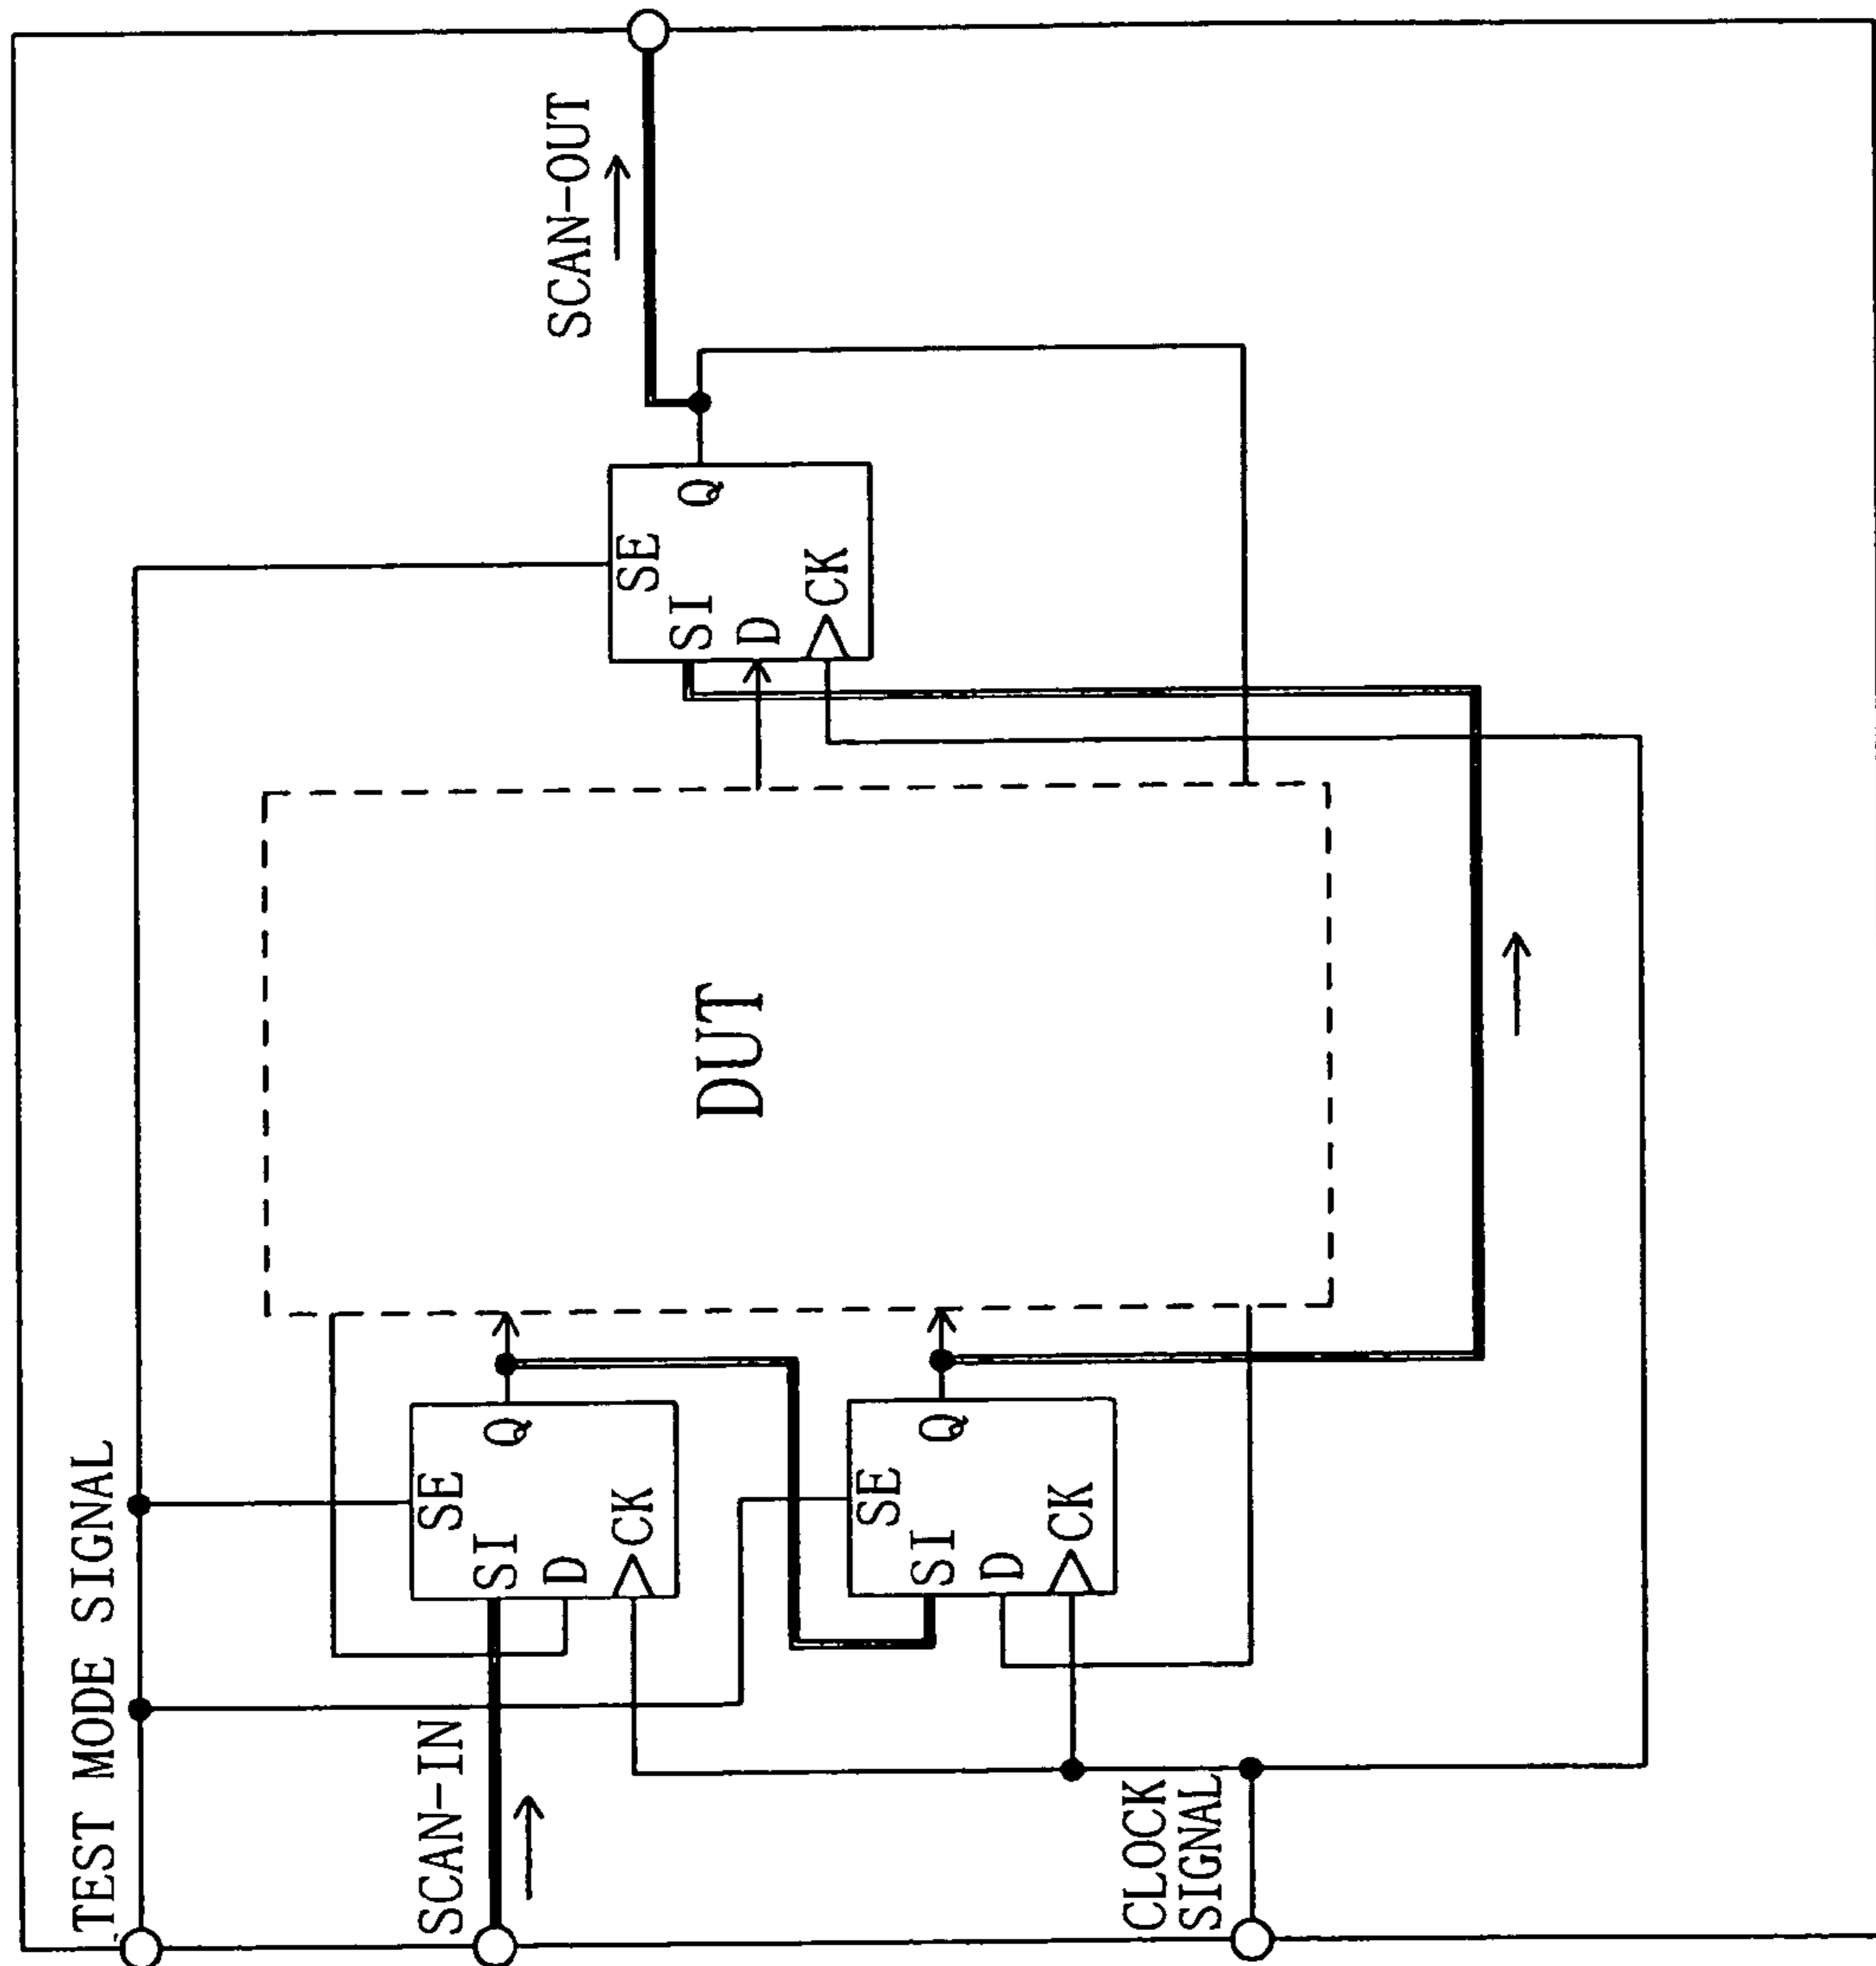 TEST MODE SIGNAL
SCAN-IN
CLOCK
SIGNAL
SE
SI
D
CK
Q
SE
SI
D
CK
Q
DUT
SE
SI
D
CK
Q
SCAN-OUT